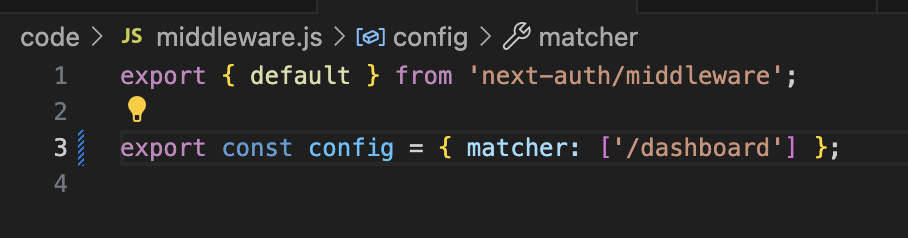 code > JS middleware.js > config > matcher
1 export { default } from 'next-auth/middleware';
2
3 export const config = { matcher: ['/dashboard'] };
4